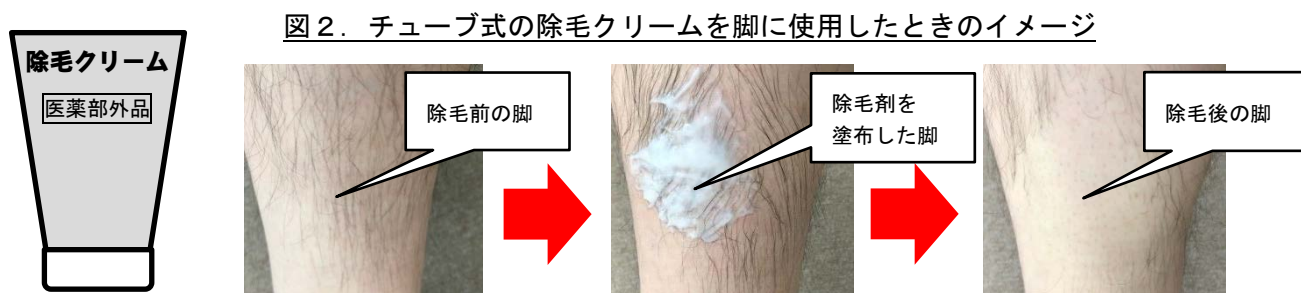 図２．チューブ式の除毛クリームを脚に使用したときのイメージ
除毛クリーム
医薬部外品
除毛前の脚
除毛剤を
塗布した脚
除毛後の脚